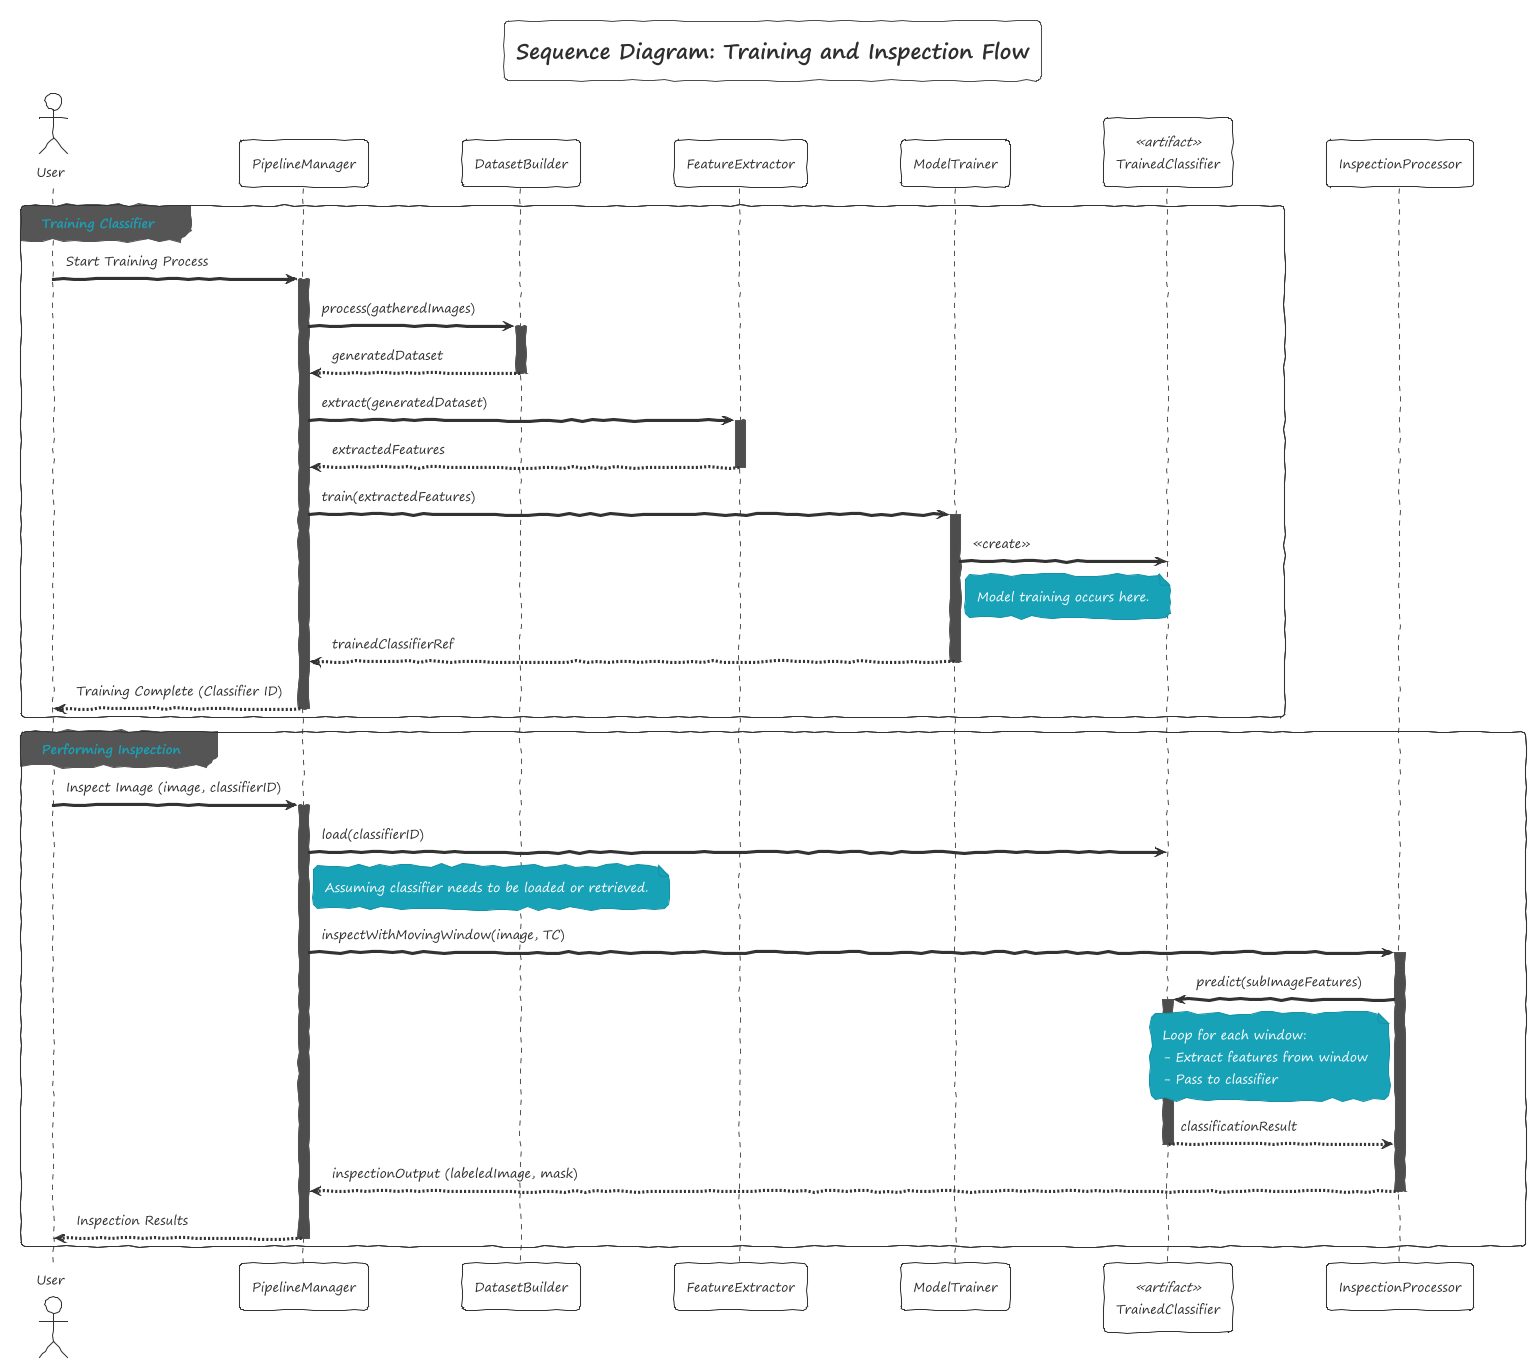 Sequence Diagram: Training and Inspection Flow
User
PipelineManager
DatasetBuilder
FeatureExtractor
ModelTrainer
«artifact»
TrainedClassifier
InspectionProcessor
Training Classifier
Start Training Process
process(gatheredImages)
generatedDataset
extract(generatedDataset)
extractedFeatures
train(extractedFeatures)
«create»
Model training occurs here.
trainedClassifierRef
Training Complete (Classifier ID)
Performing Inspection
Inspect Image (image, classifierID)
load(classifierID)
Assuming classifier needs to be loaded or retrieved.
inspectWithMovingWindow(image, TC)
predict(subImageFeatures)
Loop for each window:
- Extract features from window
- Pass to classifier
classificationResult
inspectionOutput (labeledImage, mask)
Inspection Results
User
PipelineManager
DatasetBuilder
FeatureExtractor
ModelTrainer
«artifact»
TrainedClassifier
InspectionProcessor